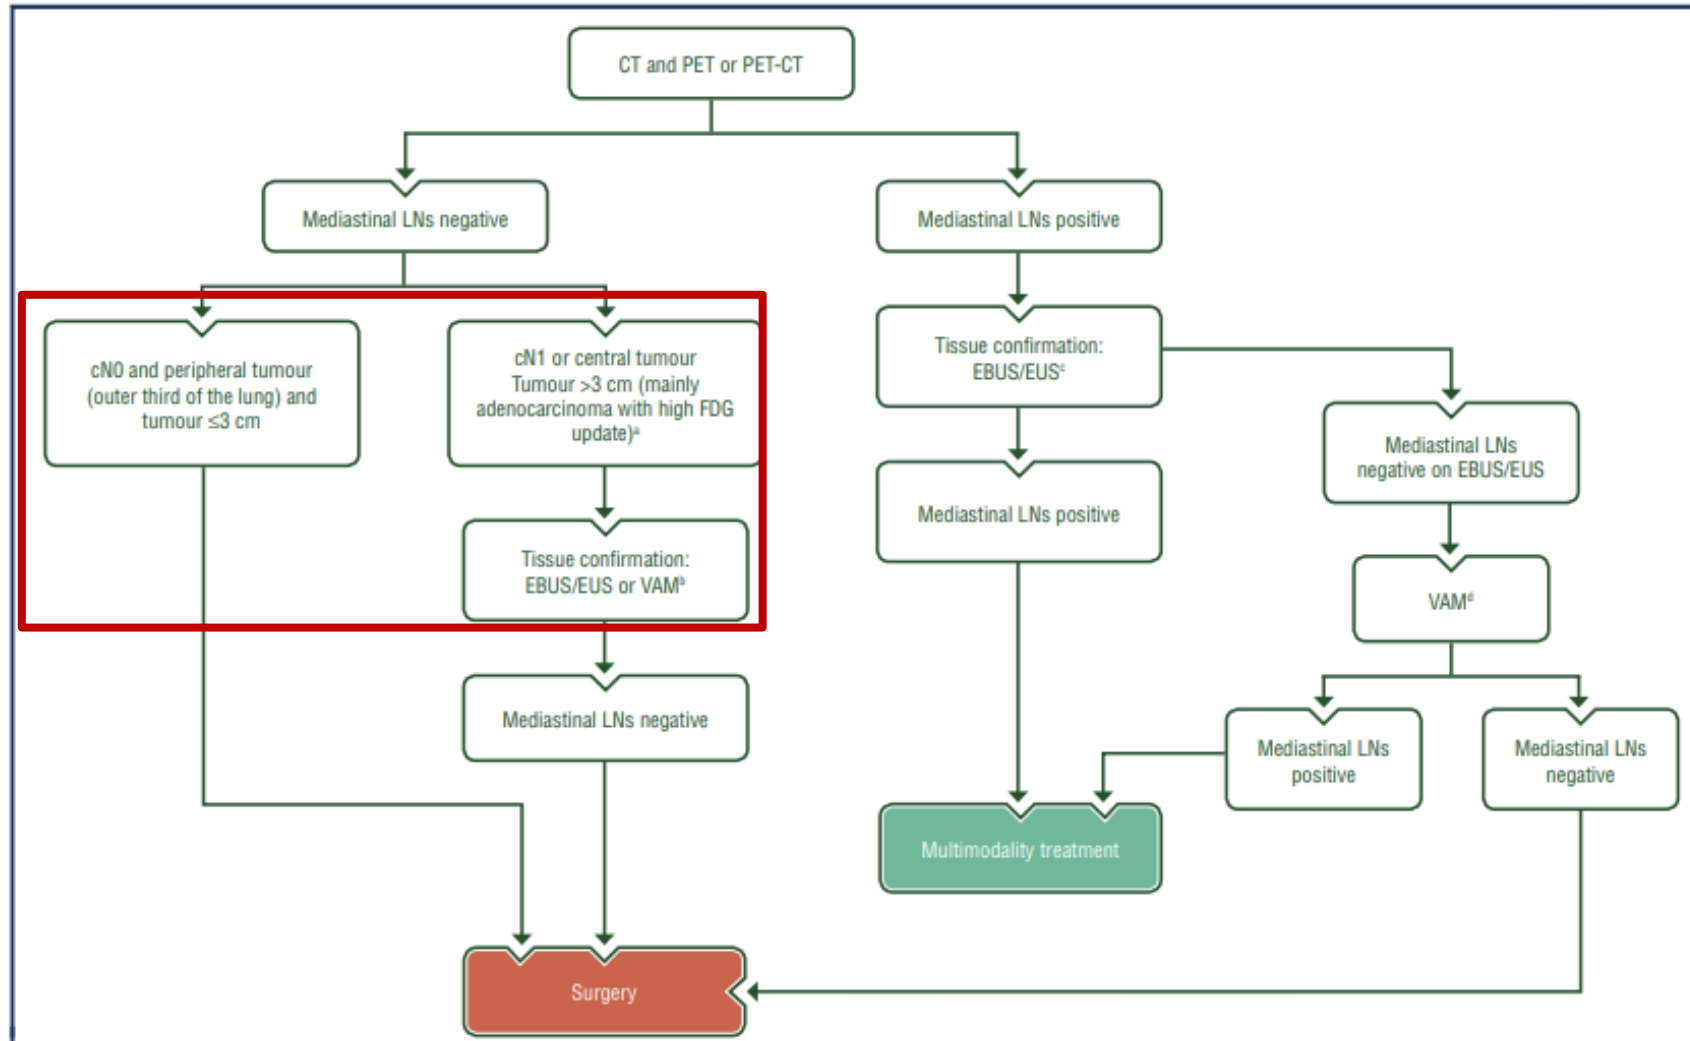 CT and PET or PET-CT
Mediastinal LNs negative
Mediastinal LNs positive
cN0 and peripheral tumour
(outer third of the lung) and
tumour ≤3 cm
cN1 or central tumour
Tumour >3 cm (mainly
adenocarcinoma with high FDG
update)ᵃ
Tissue confirmation:
EBUS/EUSᶜ
Mediastinal LNs
negative on EBUS/EUS
Mediastinal LNs positive
Tissue confirmation:
EBUS/EUS or VAMᵇ
VAMᵈ
Mediastinal LNs negative
Mediastinal LNs
positive
Mediastinal LNs
negative
Multimodality treatment
Surgery